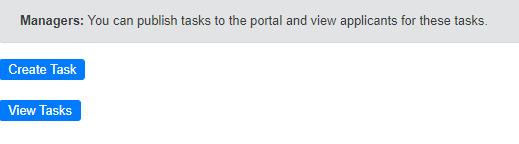 Managers: You can publish tasks to the portal and view applicants for these tasks.
Create Task
View Tasks